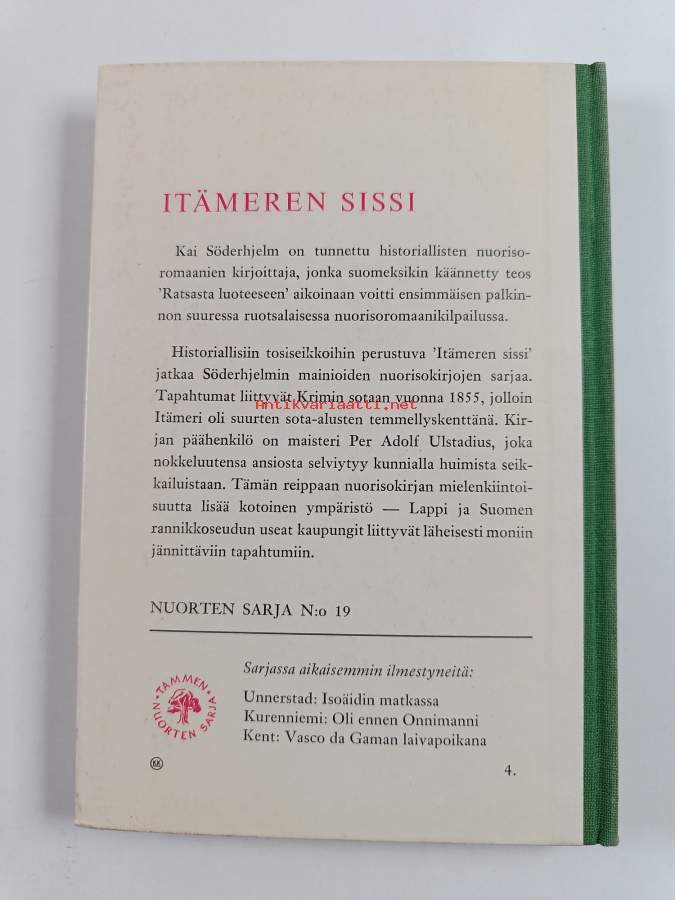 ITÄMEREN SISSI
Kai Söderhjelm on tunnettu historiallisten nuoriso-
romaanien kirjoittaja, jonka suomeksikin käännetty teos
'Ratsasta luoteeseen' aikoinaan voitti ensimmäisen palkin-
non suuressa ruotsalaisessa nuorisoromaanikilpailussa.
Historiallisiin tosiseikkoihin perustuva 'Itämeren sissi'
jatkaa Söderhjelmin mainioiden nuorisokirjojen sarjaa.
Tapahtumat liittyvät Krimin sotaan vuonna 1855, jolloin
Antikvariaatti.net
Itämeri oli suurten sota-alusten temmellyskenttänä. Kir-
jan päähenkilö on maisteri Per Adolf Ulstadius, joka
nokkeluutensa ansiosta selviytyy kunnialla huimista seik-
kailuistaan. Tämän reippaan nuorisokirjan mielenkiintoi-
suutta lisää kotoinen ympäristö — Lappi ja Suomen
rannikkoseudun useat kaupungit liittyvät läheisesti moniin
jännittäviin tapahtumiin.
NUORTEN SARJA N:o 19
Sarjassa aikaisemmin ilmestyneitä:
Unnerstad: Isoäidin matkassa
Kurenniemi: Oli ennen Onnimanni
Kent: Vasco da Gaman laivapoikana
TAMMEN
NUORTEN SARJA
KK
4.